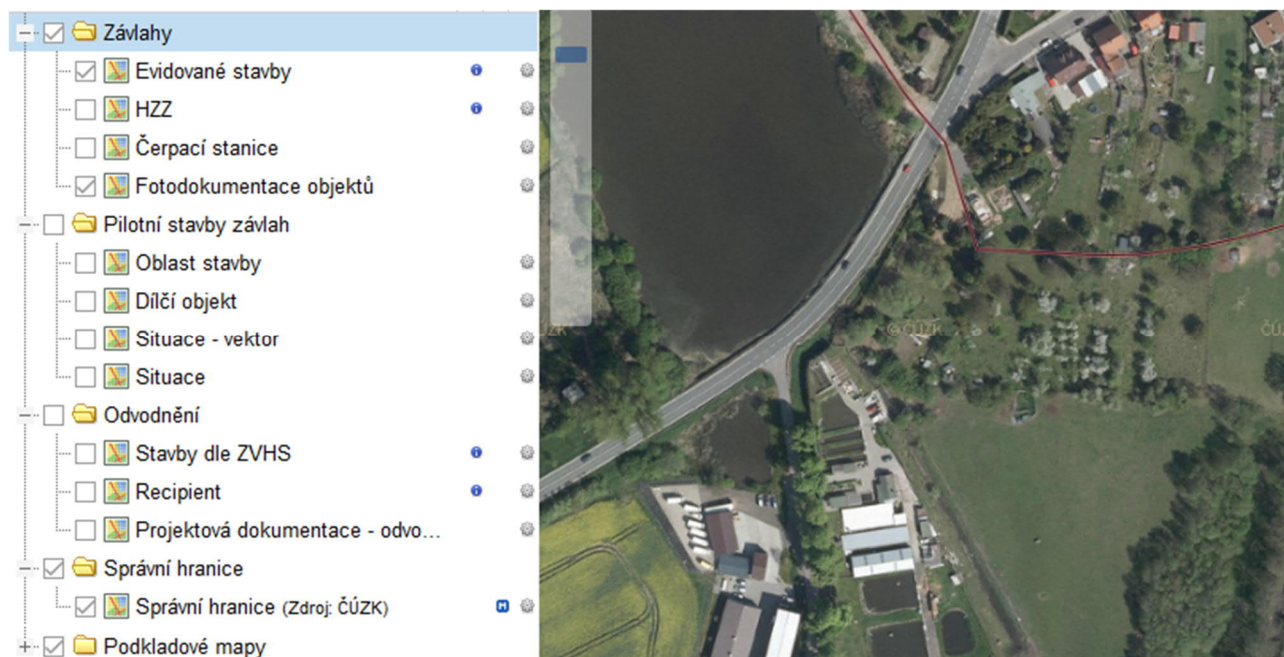 Závlahy
Evidované stavby
HZZ
Čerpací stanice
Fotodokumentace objektů
Pilotní stavby závlah
Oblast stavby
Dílčí objekt
Situace - vektor
Situace
Odvodnění
Stavby dle ZVHS
Recipient
Projektová dokumentace - odvo...
Správní hranice
Správní hranice (Zdroj: ČÚZK)
Podkladové mapy
©ČÚZK